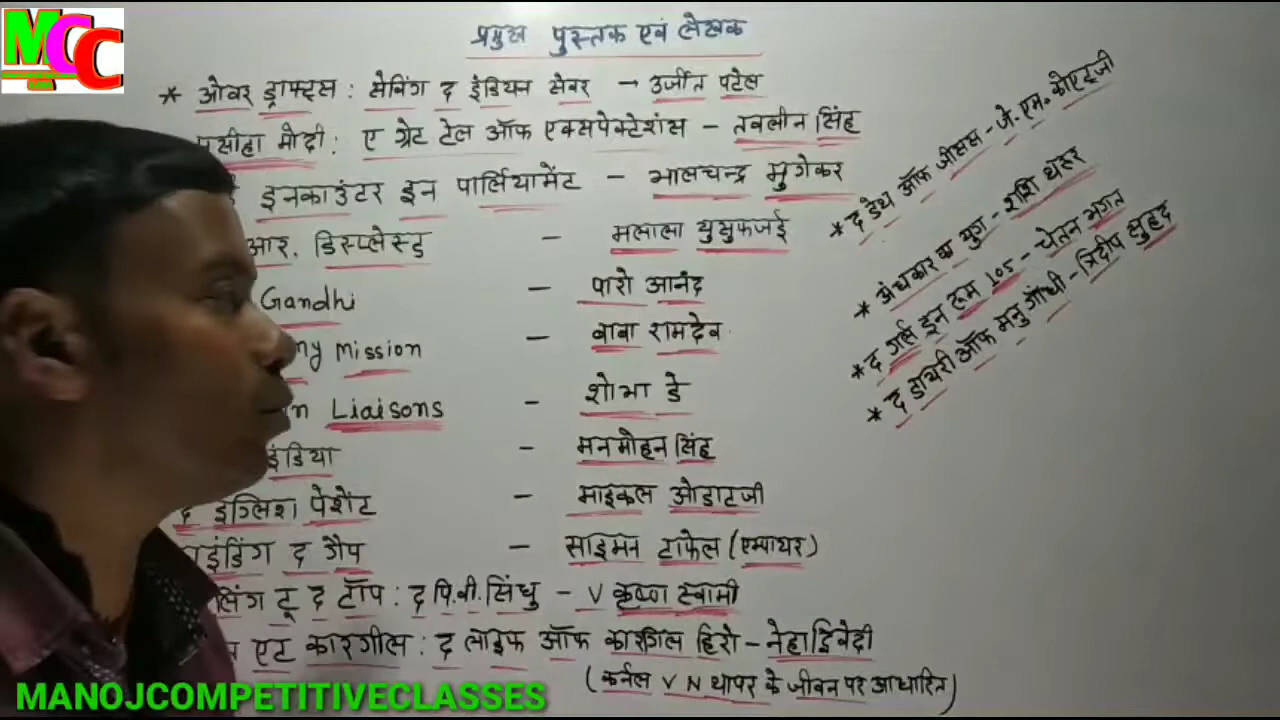 MCC
प्रमुख पुस्तक एवं लेखक
* ओवर ड्राफ्ट्स : सेविंग द इंडियन सेवर → उर्जीत पटेल
मसीहा मोदी : ए ग्रेट टेल ऑफ एक्सपेक्टेशंस - तवलीन सिंह
इनकाउंटर इन पार्लियामेंट - भालचन्द्र मुगेकर
आर. डिस्प्लेस्ड - मलाला युसुफजई
Gandhi - पारो आनंद
my mission - बाबा रामदेव
Liaisons - शोभा डे
इंडिया - मनमोहन सिंह
द इंग्लिश पेशेंट - माइकल ओंडाटजी
द गैप - साइमन टाफेल (एम्पायर)
टू द टॉप : द पि.वी. सिंधु - V कृष्ण स्वामी
एट कारगील : द लाइफ ऑफ कारगिल हिरो - नेहा द्विवेदी
(कर्नल V N थापर के जीवन पर आधारित)
* द डेथ ऑफ जीसस - जे. एम. कोएट्जी
* अंधकार का युग - शशि थरूर
* द गर्ल इन रूम 105 - चेतन भगत
* द डायरी ऑफ मनु गांधी - त्रिदीप सुहृद
MANOJCOMPETITIVECLASSES